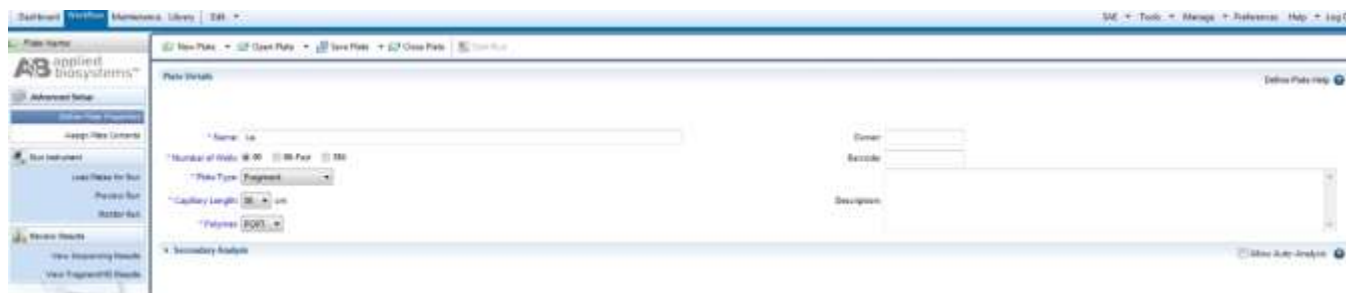 Dashboard Workflow Maintenance Library Edit
SAE Tools Manage Preferences Help Log
Plate Name:
New Plate Open Plate Save Plate Close Plate
AB applied biosystems™
Plate Details
Define Plate Help
Advanced Setup
Define Plate Properties
Assign Plate Contents
* Name:
Owner:
* Number of Wells: 96 96-Fast 384
Barcode:
* Plate Type: Fragment
* Capillary Length: cm
Description:
* Polymer:
Run Instrument
Load Plates for Run
Preview Run
Monitor Run
Secondary Analysis
Allow Auto-Analysis
Review Results
View Sequencing Results
View Fragment/HID Results